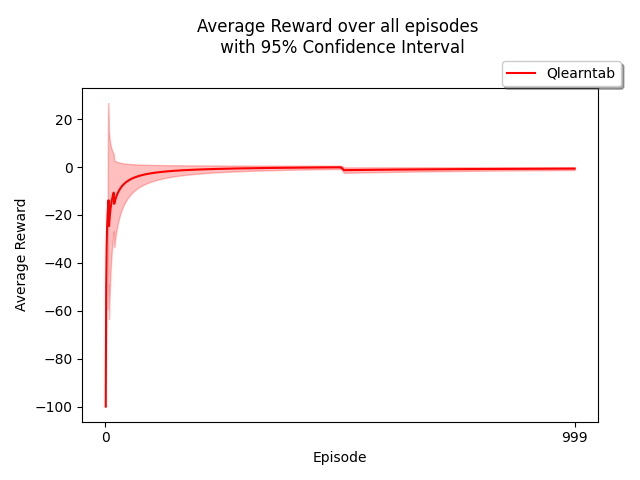 Average Reward over all episodes
with 95% Confidence Interval
Qlearntab
20
0
−20
−40
−60
−80
−100
Average Reward
0
999
Episode